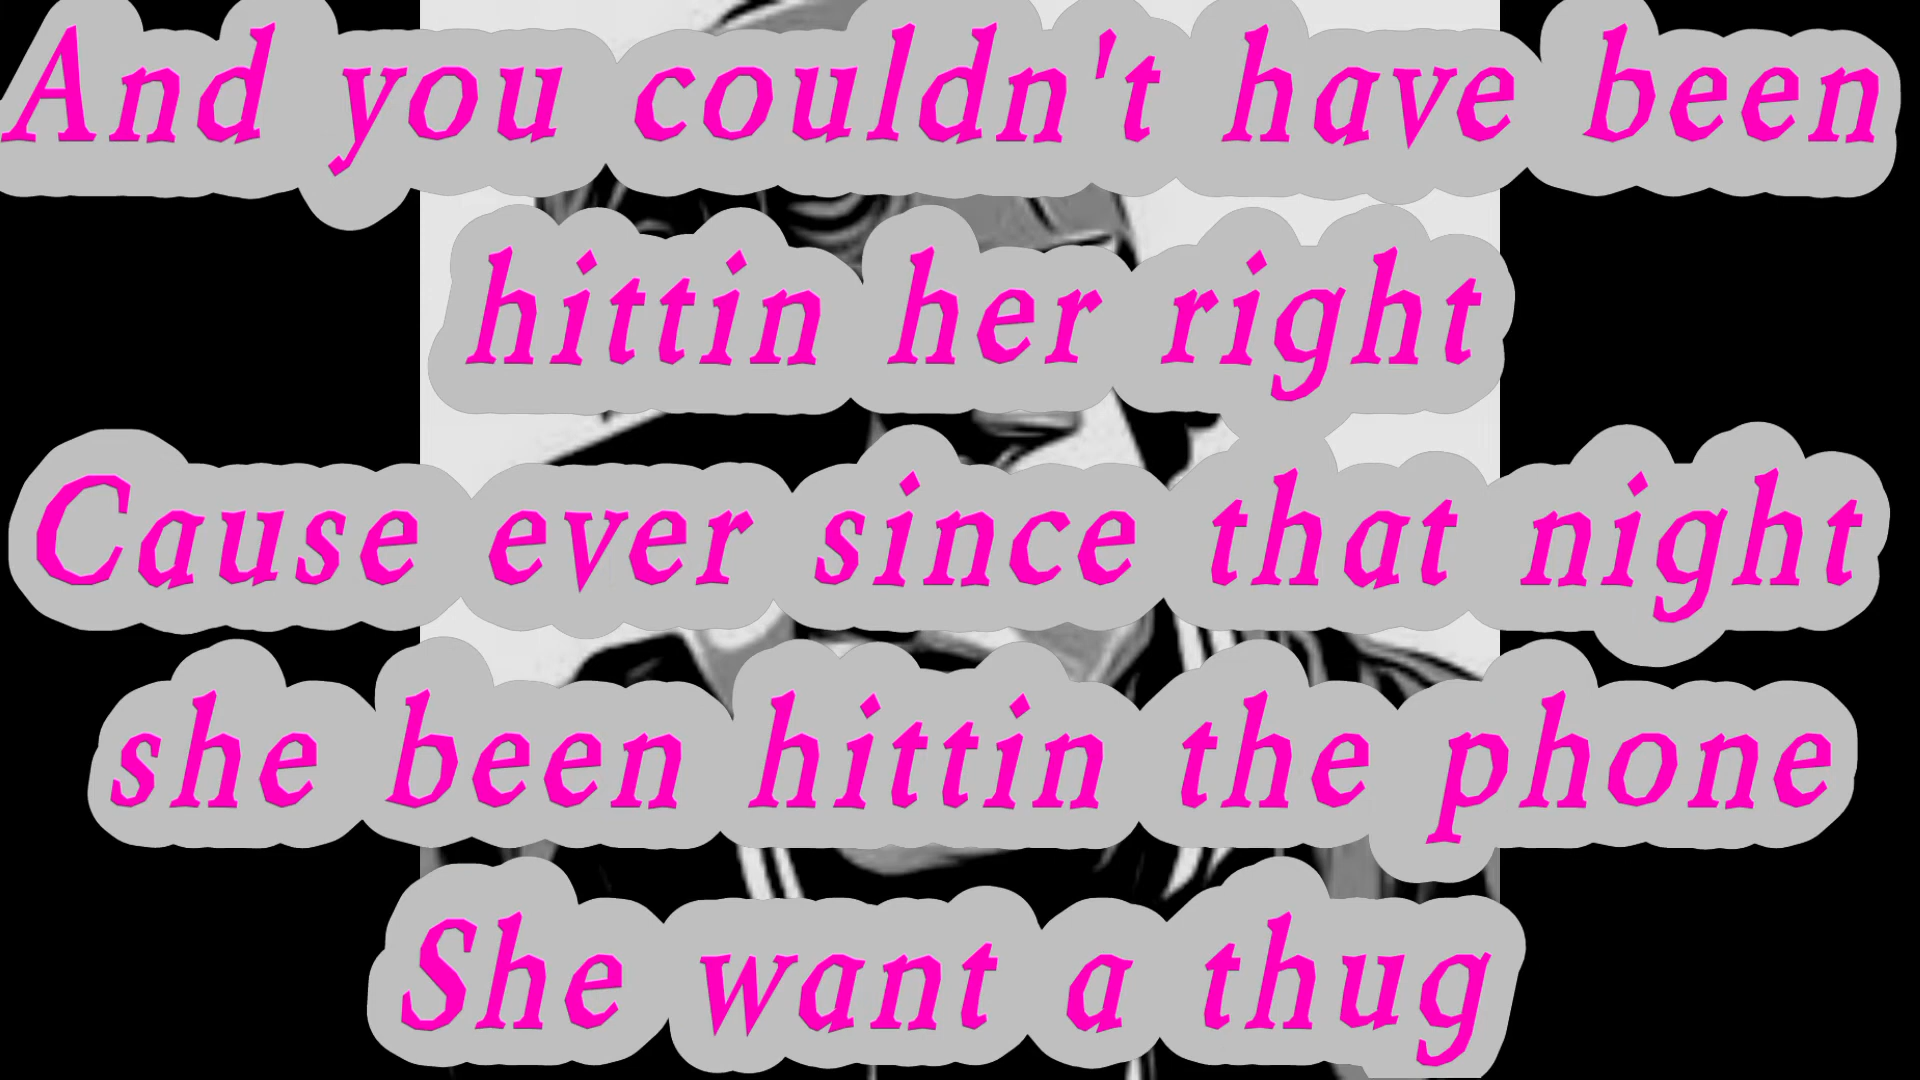 And you couldn't have been
hittin her right
Cause ever since that night
she been hittin the phone
She want a thug